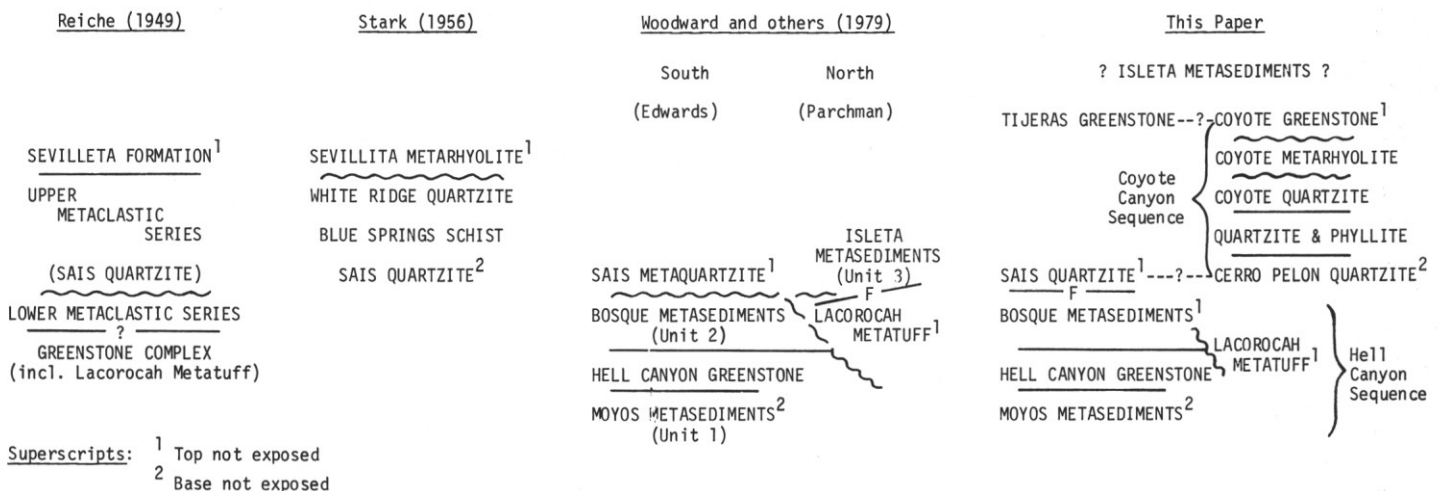 Reiche (1949)
Stark (1956)
Woodward and others (1979)
This Paper
South
(Edwards)
North
(Parchman)
? ISLETA METASEDIMENTS ?
SEVILLETA FORMATION1
UPPER
METACLASTIC
SERIES
(SAIS QUARTZITE)
LOWER METACLASTIC SERIES
?
GREENSTONE COMPLEX
(incl. Lacorocah Metatuff)
SEVILLITA METARHYOLITE1
WHITE RIDGE QUARTZITE
BLUE SPRINGS SCHIST
SAIS QUARTZITE2
SAIS METAQUARTZITE1
BOSQUE METASEDIMENTS
(Unit 2)
HELL CANYON GREENSTONE
MOYOS METASEDIMENTS2
(Unit 1)
ISLETA
METASEDIMENTS
(Unit 3)
F
LACOROCAH
METATUFF1
TIJERAS GREENSTONE--?-COYOTE GREENSTONE1
COYOTE METARHYOLITE
Coyote
Canyon
Sequence
COYOTE QUARTZITE
QUARTZITE & PHYLLITE
SAIS QUARTZITE1---?---CERRO PELON QUARTZITE2
F
BOSQUE METASEDIMENTS1
LACOROCAH
METATUFF1
HELL CANYON GREENSTONE
MOYOS METASEDIMENTS2
Hell
Canyon
Sequence
Superscripts: 1 Top not exposed
2 Base not exposed